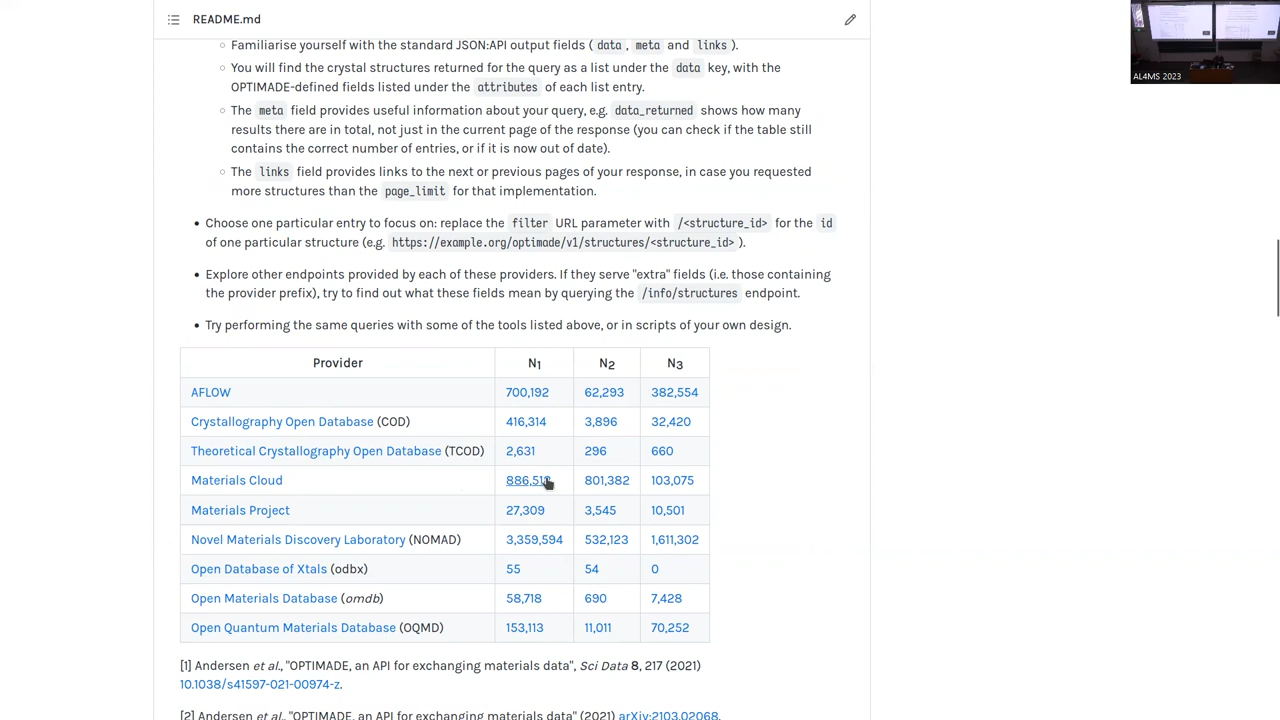 README.md
AL4MS 2023
Familiarise yourself with the standard JSON:API output fields ( data , meta and links ).
You will find the crystal structures returned for the query as a list under the data key, with the
OPTIMADE-defined fields listed under the attributes of each list entry.
The meta field provides useful information about your query, e.g. data_returned shows how many
results there are in total, not just in the current page of the response (you can check if the table still
contains the correct number of entries, or if it is now out of date).
The links field provides links to the next or previous pages of your response, in case you requested
more structures than the page_limit for that implementation.
Choose one particular entry to focus on: replace the filter URL parameter with /<structure_id> for the id
of one particular structure (e.g. https://example.org/optimade/v1/structures/<structure_id> ).
Explore other endpoints provided by each of these providers. If they serve "extra" fields (i.e. those containing
the provider prefix), try to find out what these fields mean by querying the /info/structures endpoint.
Try performing the same queries with some of the tools listed above, or in scripts of your own design.
Provider N1 N2 N3
AFLOW 700,192 62,293 382,554
Crystallography Open Database (COD) 416,314 3,896 32,420
Theoretical Crystallography Open Database (TCOD) 2,631 296 660
Materials Cloud 801,382 103,075
Materials Project 27,309 3,545 10,501
Novel Materials Discovery Laboratory (NOMAD) 3,359,594 532,123 1,611,302
Open Database of Xtals (odbx) 55 54 0
Open Materials Database (omdb) 58,718 690 7,428
Open Quantum Materials Database (OQMD) 153,113 11,011 70,252
[1] Andersen et al., "OPTIMADE, an API for exchanging materials data", Sci Data 8, 217 (2021)
10.1038/s41597-021-00974-z.
[2] Andersen et al., "OPTIMADE, an API for exchanging materials data" (2021) arXiv:2103.02068.